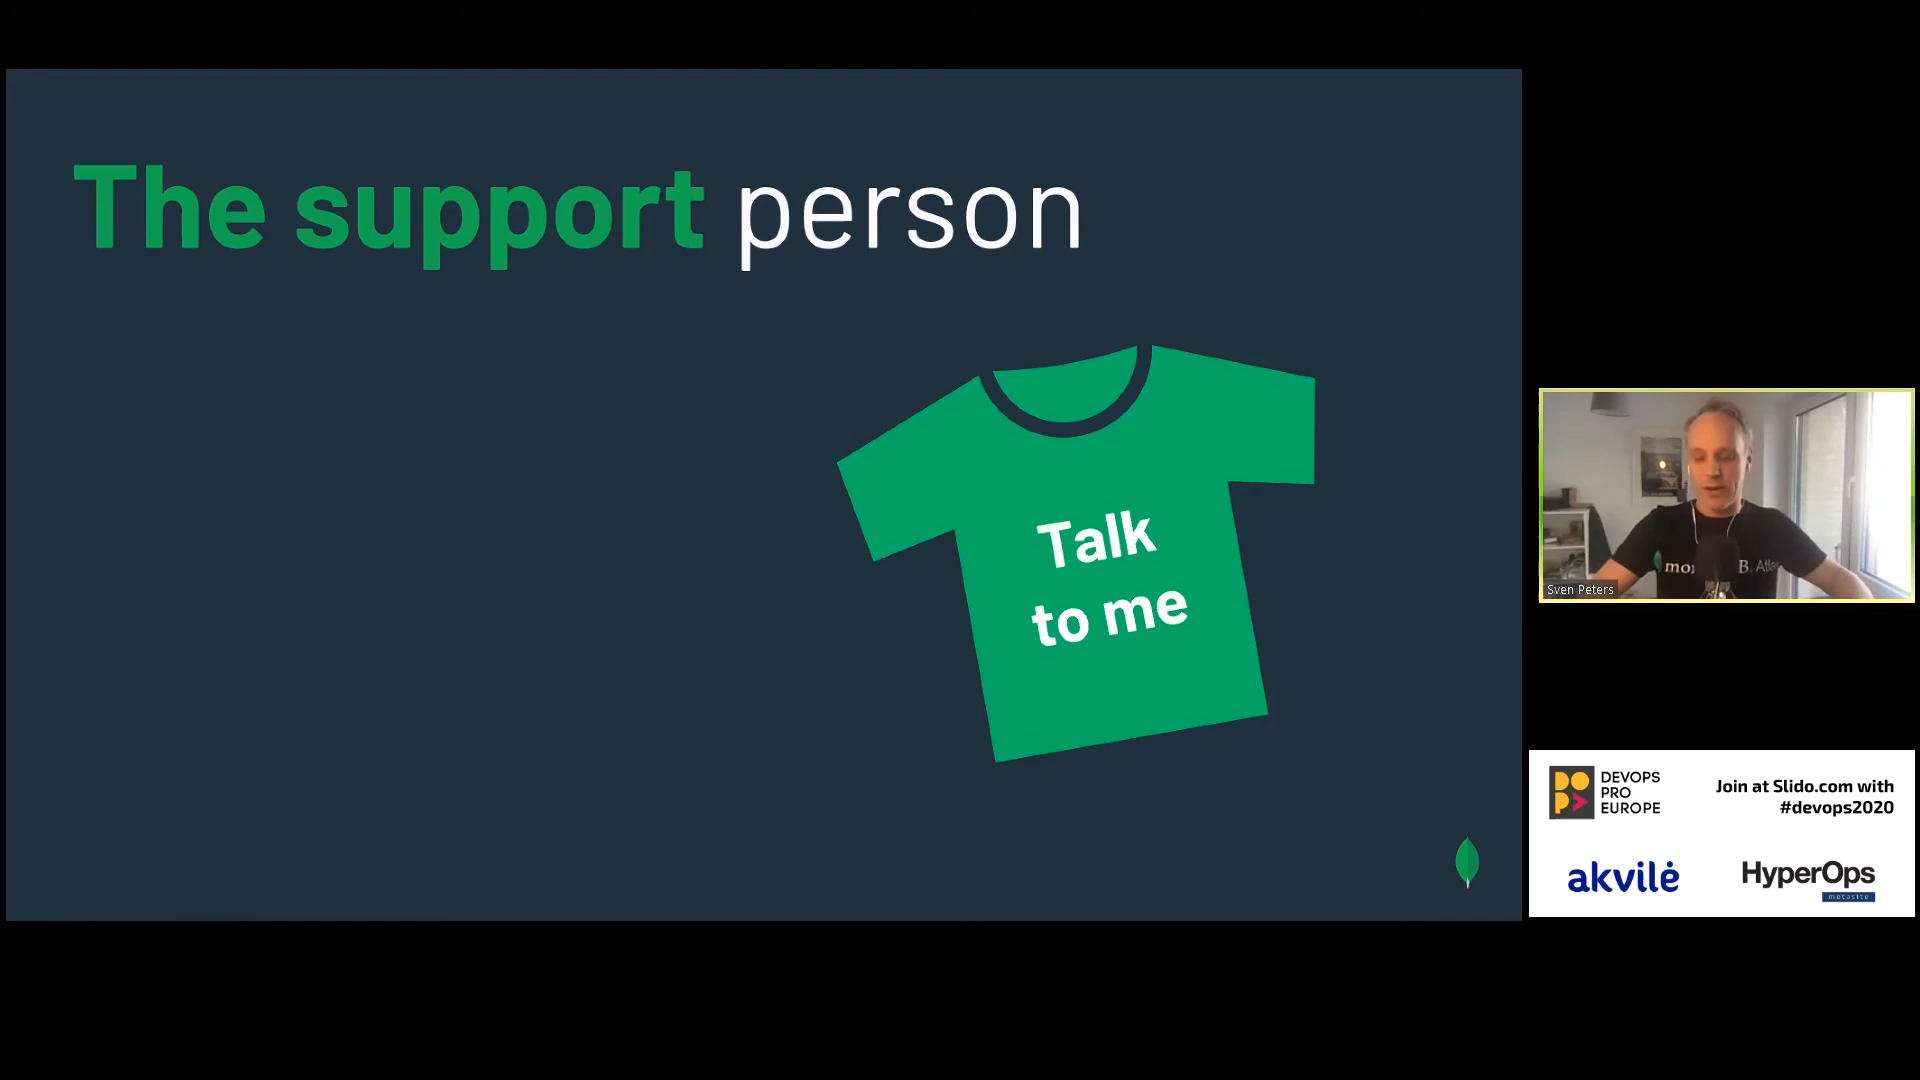 The support person
Talk
to me
Sven Peters
DEVOPS
PRO
EUROPE
Join at Slido.com with
#devops2020
akvilė
HyperOps
metasite